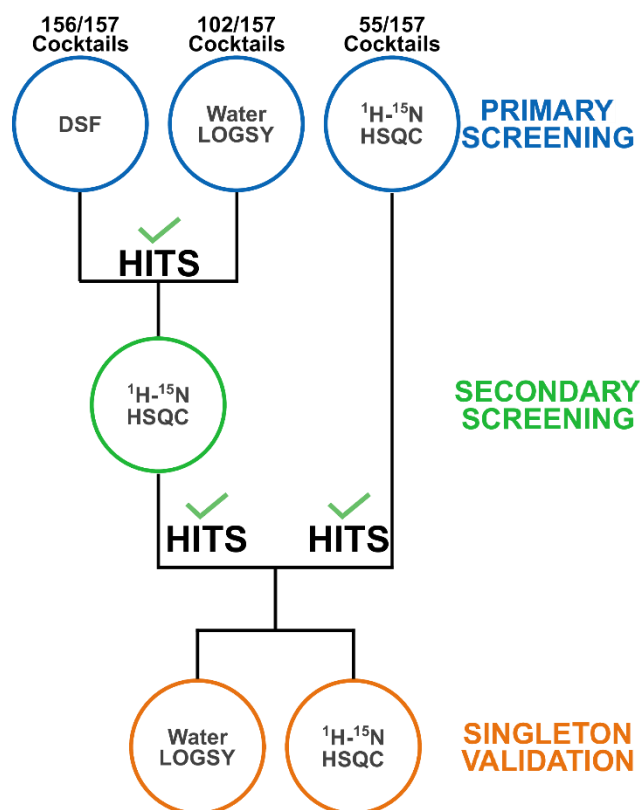 156/157
Cocktails
102/157
Cocktails
55/157
Cocktails
DSF
Water
LOGSY
¹H-¹⁵N
HSQC
PRIMARY
SCREENING
HITS
¹H-¹⁵N
HSQC
SECONDARY
SCREENING
HITS
HITS
Water
LOGSY
¹H-¹⁵N
HSQC
SINGLETON
VALIDATION